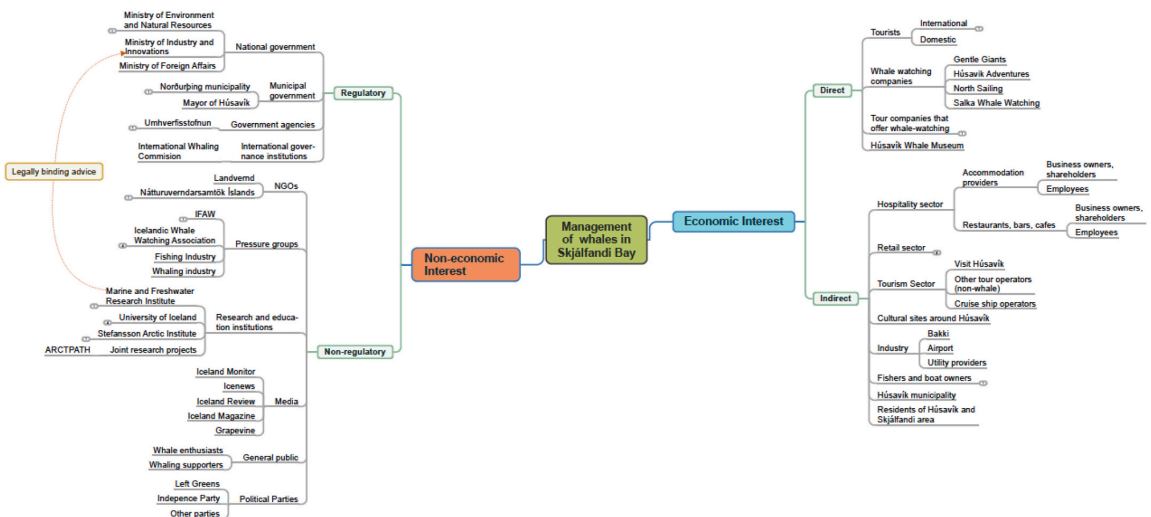 Ministry of Environment
and Natural Resources
Ministry of Industry and
Innovations
Ministry of Foreign Affairs
National government
Norðurþing municipality
Mayor of Húsavík
Municipal
government
Regulatory
Umhverfisstofnun
Government agencies
International Whaling
Commision
International gover-
nance institutions
Legally binding advice
Landvernd
Nátturuverndarsamtök Íslands
NGOs
IFAW
Icelandic Whale
Watching Association
Fishing Industry
Whaling industry
Pressure groups
Marine and Freshwater
Research Institute
University of Iceland
Stefansson Arctic Institute
ARCTPATH
Joint research projects
Research and educa-
tion institutions
Non-regulatory
Iceland Monitor
Icenews
Iceland Review
Iceland Magazine
Grapevine
Media
Whale enthusiasts
Whaling supporters
General public
Left Greens
Indepence Party
Other parties
Political Parties
Non-economic
Interest
Management
of whales in
Skjálfandi Bay
Economic Interest
Direct
Tourists
International
Domestic
Whale watching
companies
Gentle Giants
Húsavik Adventures
North Sailing
Salka Whale Watching
Tour companies that
offer whale-watching
Húsavík Whale Museum
Indirect
Hospitality sector
Accommodation
providers
Business owners,
shareholders
Employees
Restaurants, bars, cafes
Business owners,
shareholders
Employees
Retail sector
Tourism Sector
Visit Húsavík
Other tour operators
(non-whale)
Cruise ship operators
Cultural sites around Húsavík
Industry
Bakki
Airport
Utility providers
Fishers and boat owners
Húsavík municipality
Residents of Húsavík and
Skjálfandi area